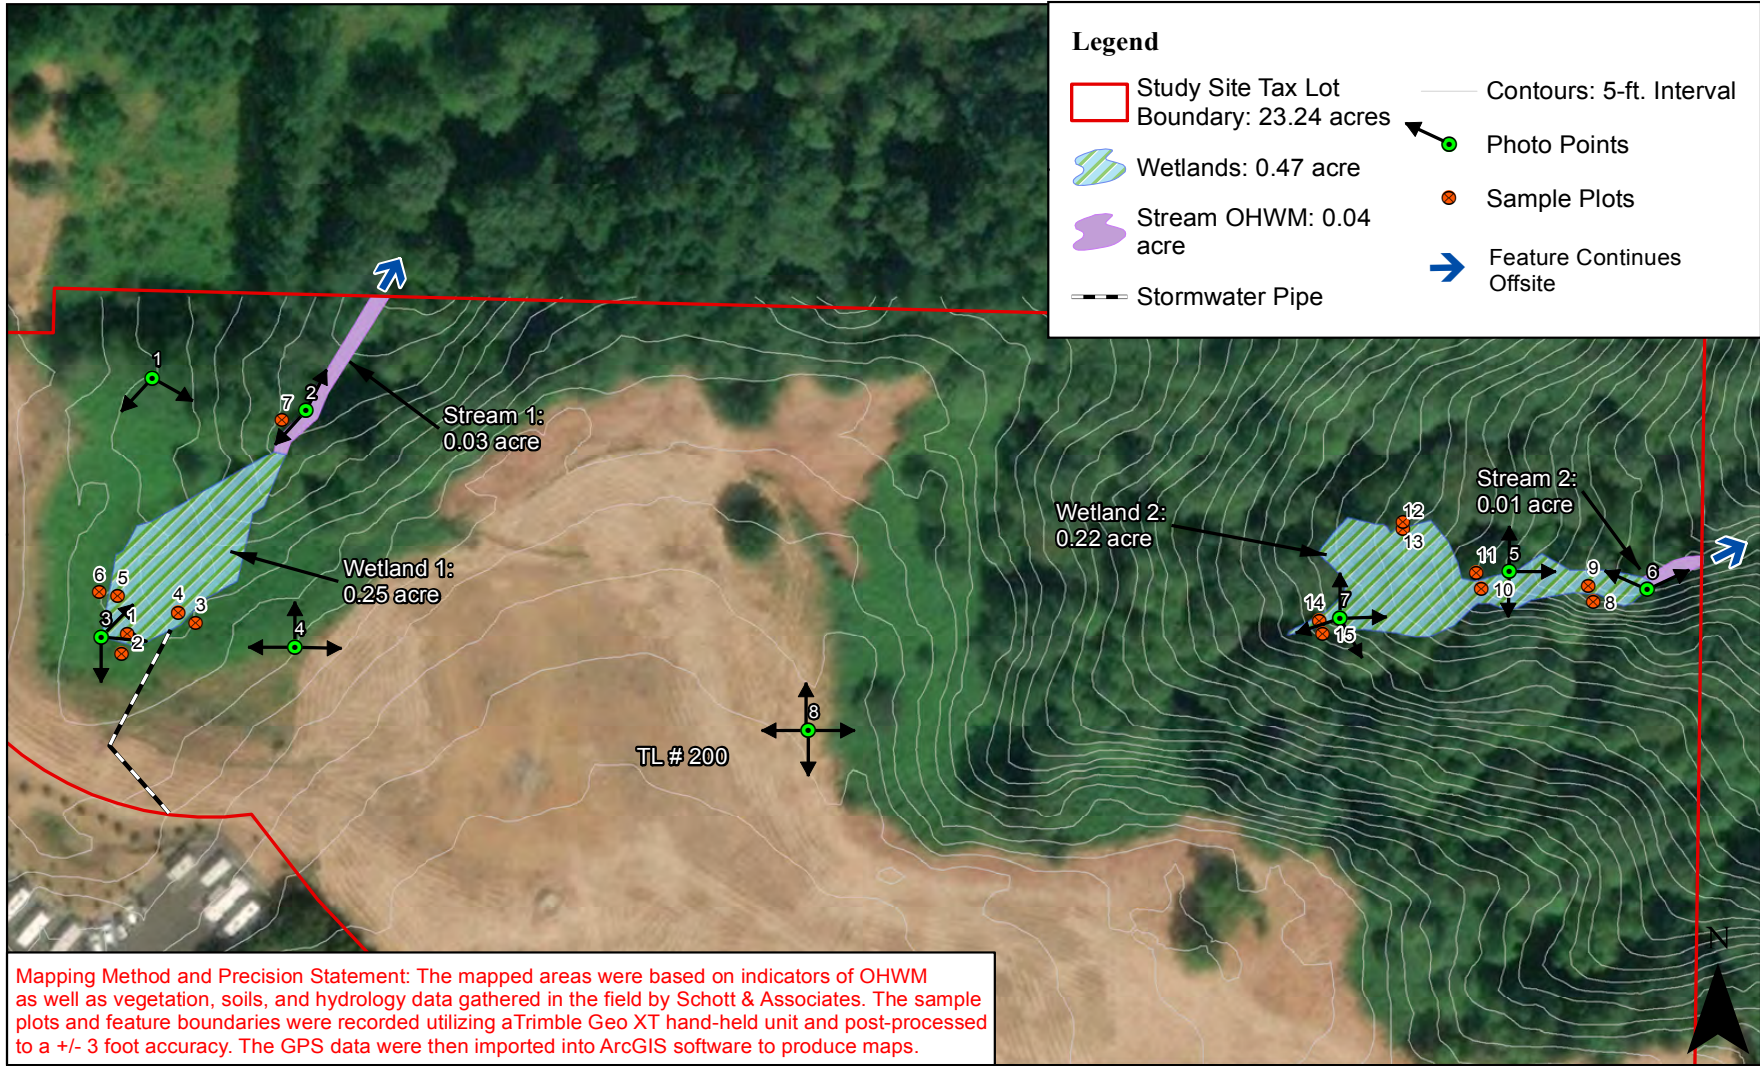 Legend
Study Site Tax Lot
Boundary: 23.24 acres
Wetlands: 0.47 acre
Stream OHWM: 0.04
acre
Stormwater Pipe
Contours: 5-ft. Interval
Photo Points
Sample Plots
Feature Continues
Offsite
1
2
7
Stream 1:
0.03 acre
Wetland 1:
0.25 acre
6
5
4
3
3
1
2
4
8
TL # 200
Wetland 2:
0.22 acre
Stream 2:
0.01 acre
12
13
11
5
10
9
8
6
14
7
15
N
Mapping Method and Precision Statement: The mapped areas were based on indicators of OHWM
as well as vegetation, soils, and hydrology data gathered in the field by Schott & Associates. The sample
plots and feature boundaries were recorded utilizing aTrimble Geo XT hand-held unit and post-processed
to a +/- 3 foot accuracy. The GPS data were then imported into ArcGIS software to produce maps.